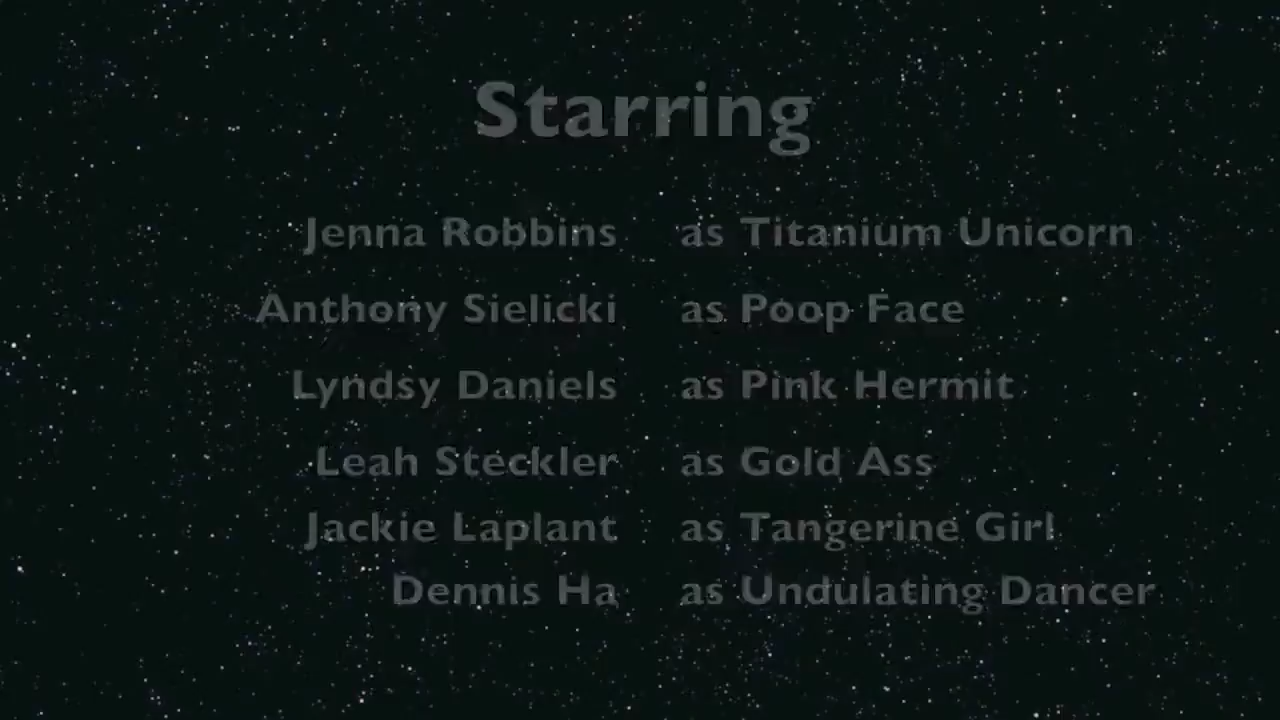 Starring
Jenna Robbins as Titanium Unicorn
Anthony Sielicki as Poop Face
Lyndsy Daniels as Pink Hermit
Leah Steckler as Gold Ass
Jackie Laplant as Tangerine Girl
Dennis Ha as Undulating Dancer